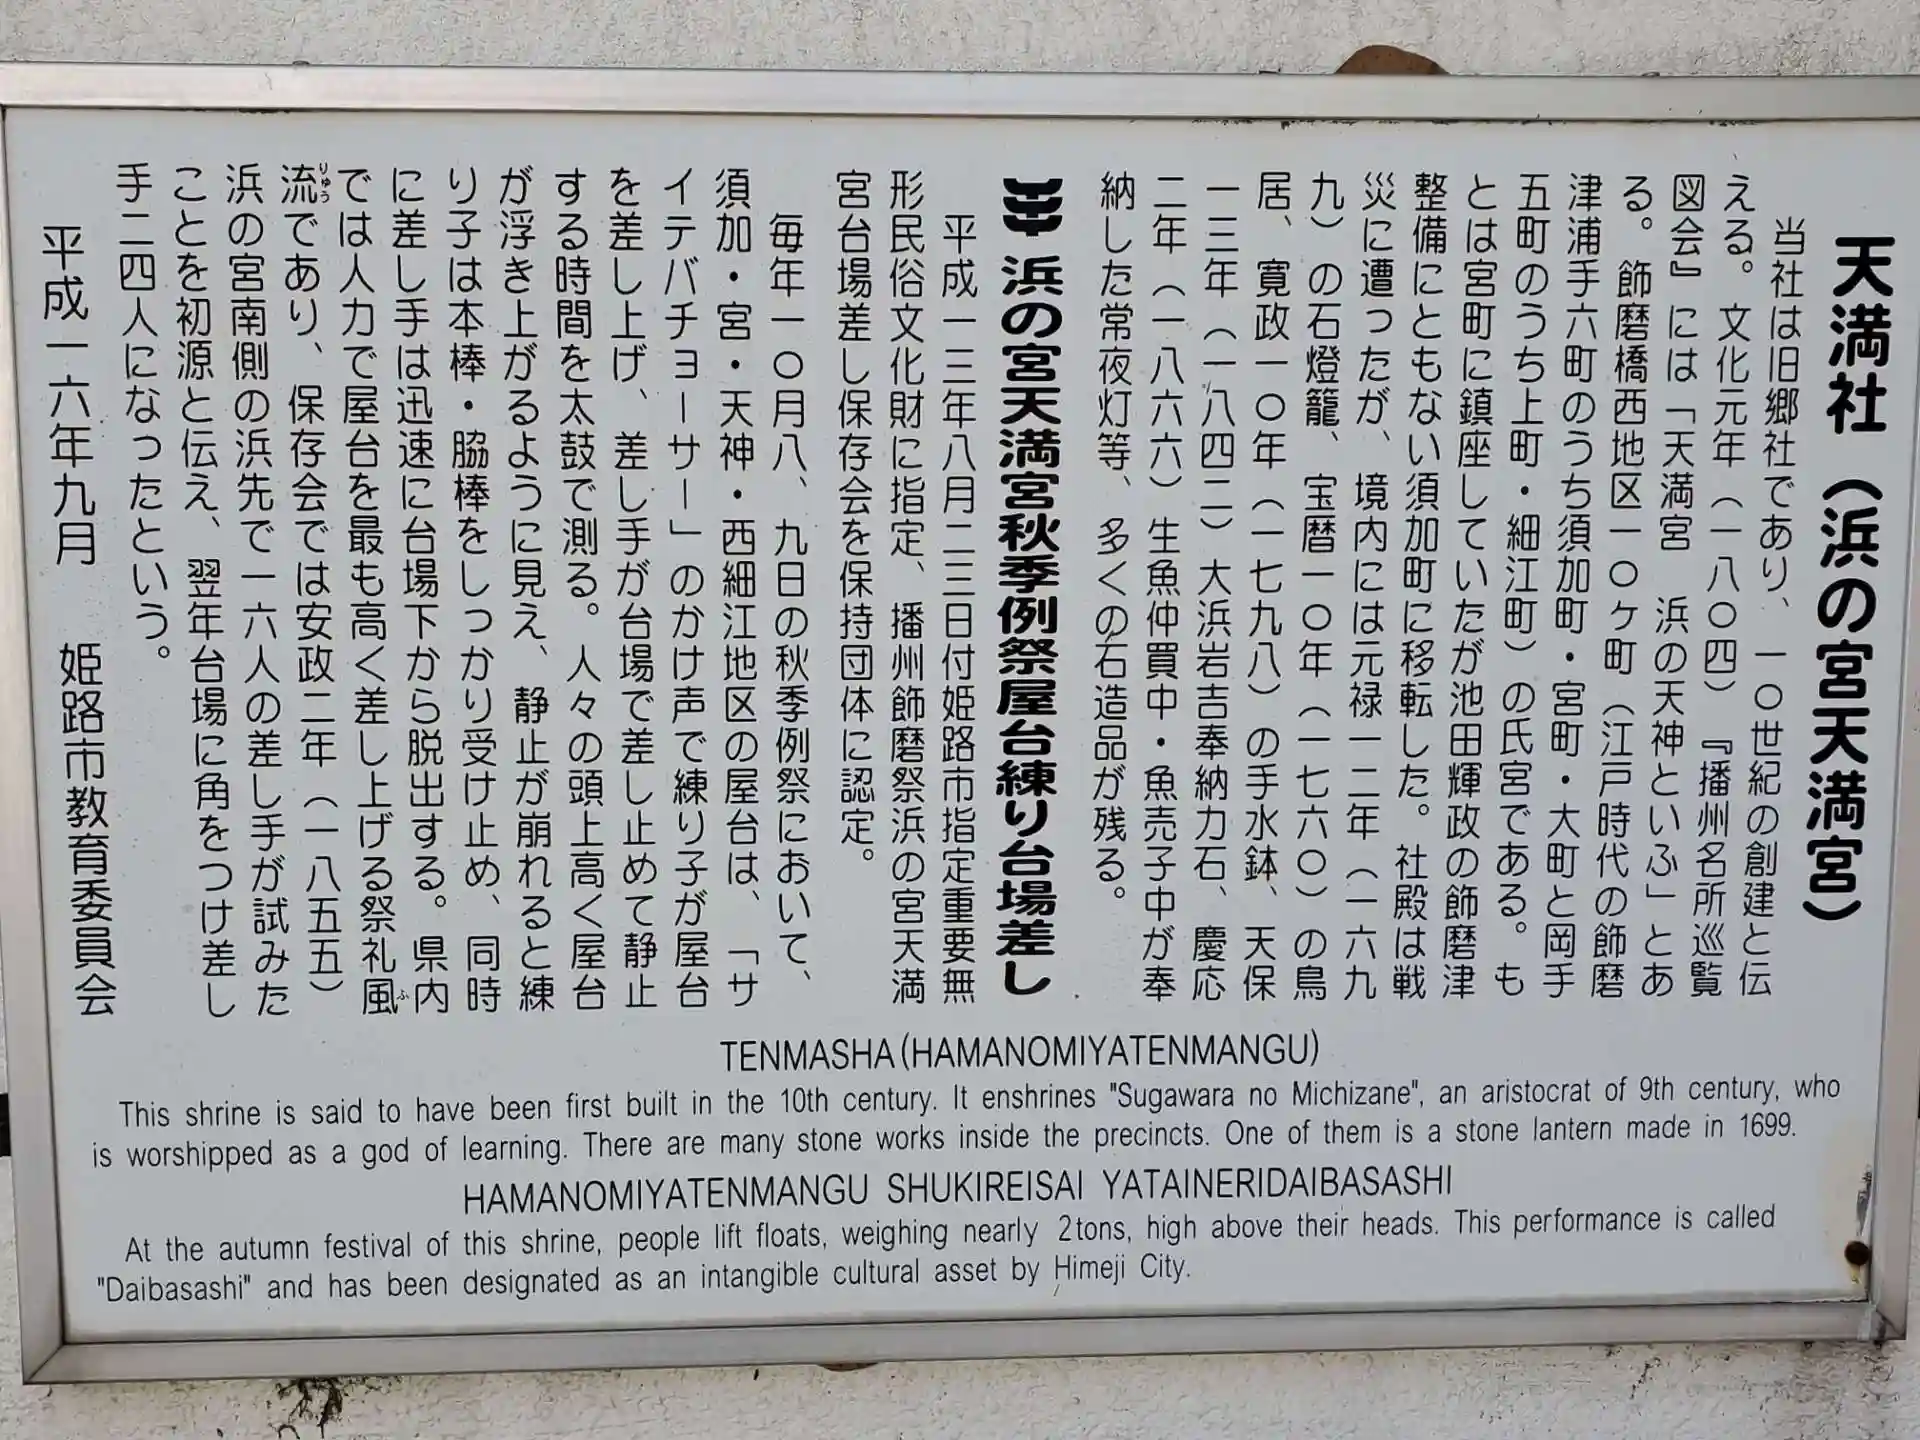 天満社（浜の宮天満宮）
当社は旧郷社であり、一〇世紀の創建と伝
える。文化元年（一八〇四）『播州名所巡覧
図会』には「天満宮　浜の天神といふ」とあ
る。飾磨橋西地区一〇ヶ町（江戸時代の飾磨
津浦手六町のうち須加町・宮町・大町と岡手
五町のうち上町・細江町）の氏宮である。も
とは宮町に鎮座していたが池田輝政の飾磨津
整備にともない須加町に移転した。社殿は戦
災に遭ったが、境内には元禄一二年（一六九
九）の石燈籠、宝暦一〇年（一七六〇）の鳥
居、寛政一〇年（一七九八）の手水鉢、天保
一三年（一八四二）大浜岩吉奉納力石、慶応
二年（一八六六）生魚仲買中・魚売子中が奉
納した常夜灯等、多くの石造品が残る。
浜の宮天満宮秋季例祭屋台練り台場差し
平成一三年八月二三日付姫路市指定重要無
形民俗文化財に指定、播州飾磨祭浜の宮天満
宮台場差し保存会を保持団体に認定。
毎年一〇月八、九日の秋季例祭において、
須加・宮・天神・西細江地区の屋台は、「サ
イテバチョーサー」のかけ声で練り子が屋台
を差し上げ、差し手が台場で差し止めて静止
する時間を太鼓で測る。人々の頭上高く屋台
が浮き上がるように見え、静止が崩れると練
り子は本棒・脇棒をしっかり受け止め、同時
に差し手は迅速に台場下から脱出する。県内
では人力で屋台を最も高く差し上げる祭礼風ふ
流りゅうであり、保存会では安政二年（一八五五）
浜の宮南側の浜先で一六人の差し手が試みた
ことを初源と伝え、翌年台場に角をつけ差し
手二四人になったという。
平成一六年九月　姫路市教育委員会
TENMASHA(HAMANOMIYATENMANGU)
This shrine is said to have been first built in the 10th century. It enshrines "Sugawara no Michizane", an aristocrat of 9th century, who
is worshipped as a god of learning. There are many stone works inside the precincts. One of them is a stone lantern made in 1699.
HAMANOMIYATENMANGU SHUKIREISAI YATAINERIDAIBASASHI
At the autumn festival of this shrine, people lift floats, weighing nearly 2tons, high above their heads. This performance is called
"Daibasashi" and has been designated as an intangible cultural asset by Himeji City.